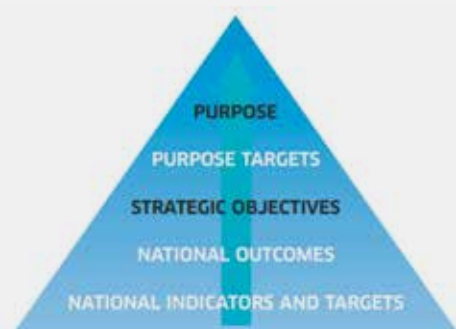 PURPOSE
PURPOSE TARGETS
STRATEGIC OBJECTIVES
NATIONAL OUTCOMES
NATIONAL INDICATORS AND TARGETS